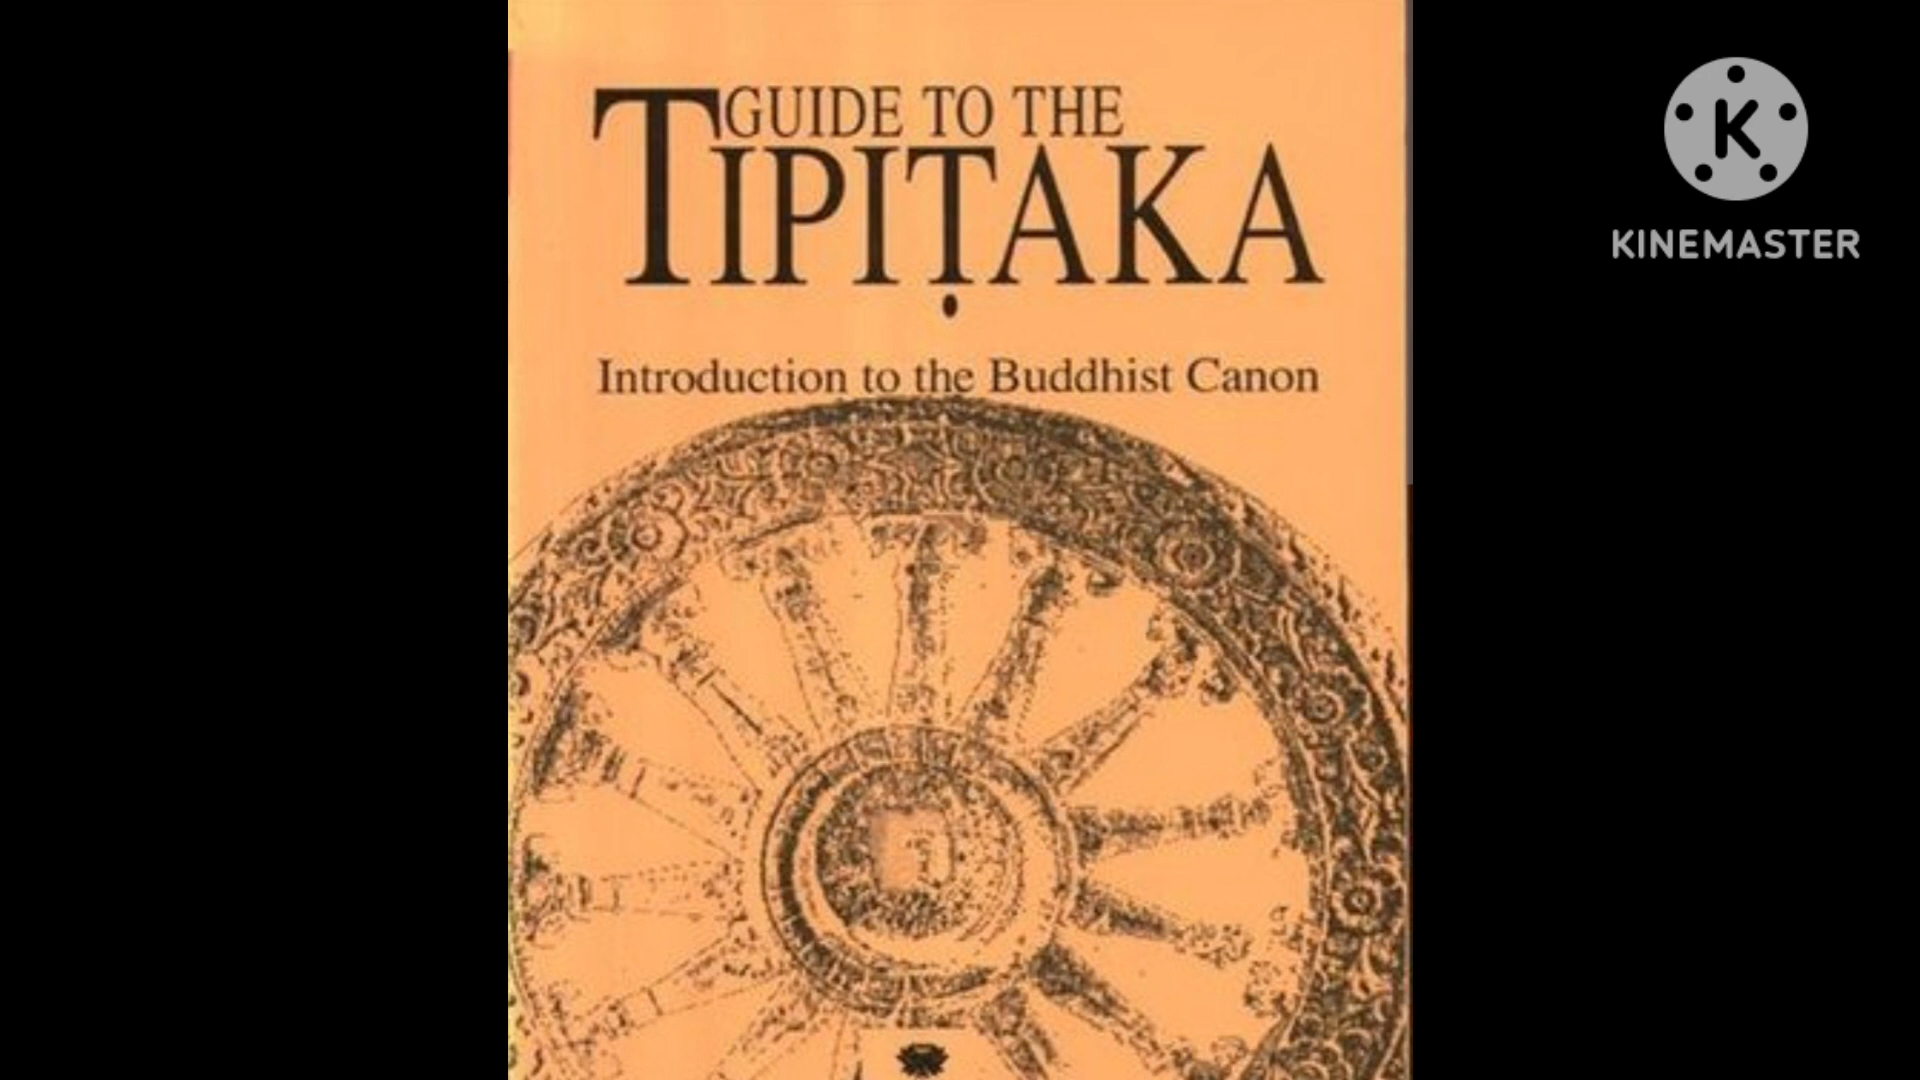 GUIDE TO THE
TIPIṬAKA
Introduction to the Buddhist Canon
K
KINEMASTER